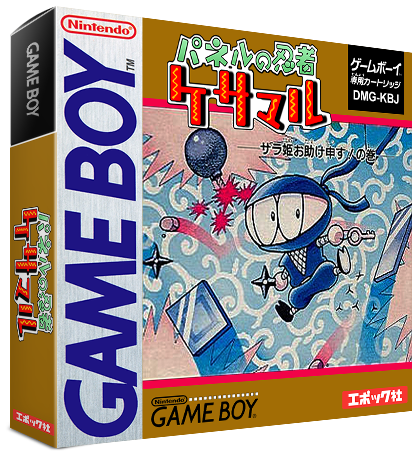 GAME BOY
パネルの忍者
ケサマル
エポック社
Nintendo
GAME BOY
TM
パネルの忍者
ケサマル
ザラ姫お助け申す!の巻
ゲームボーイ
専用カートリッジ
DMG-KBJ
Nintendo
GAME BOY
エポック社